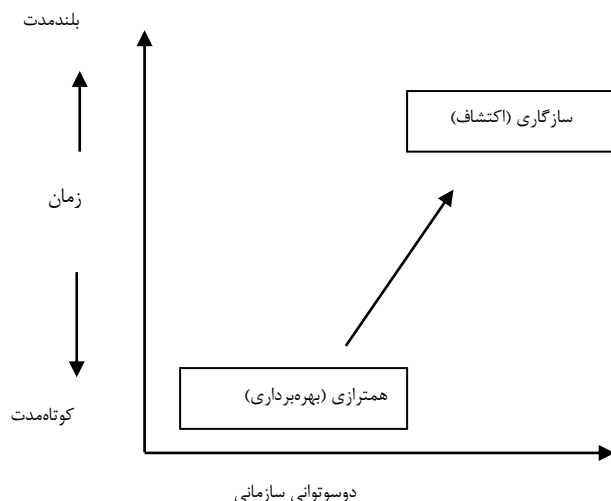 بلندمدت
سازگاری (اکتشاف)
زمان
همترازی (بهره‌برداری)
کوتاه‌مدت
دوسوتوانی سازمانی